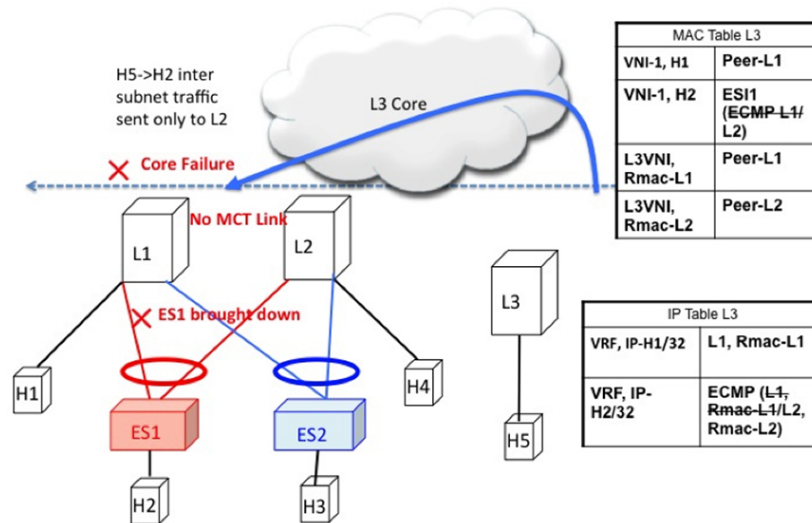 H5->H2 inter
subnet traffic
sent only to L2
L3 Core
Core Failure
No MCT Link
L1
L2
L3
ES1 brought down
H1
H4
ES1
ES2
H5
H2
H3
MAC Table L3
VNI-1, H1
Peer-L1
VNI-1, H2
ESI1
(ECMP L1/
L2)
L3VNI,
Rmac-L1
Peer-L1
L3VNI,
Rmac-L2
Peer-L2
IP Table L3
VRF, IP-H1/32
L1, Rmac-L1
VRF, IP-
H2/32
ECMP (L1,
Rmac-L1/L2,
Rmac-L2)